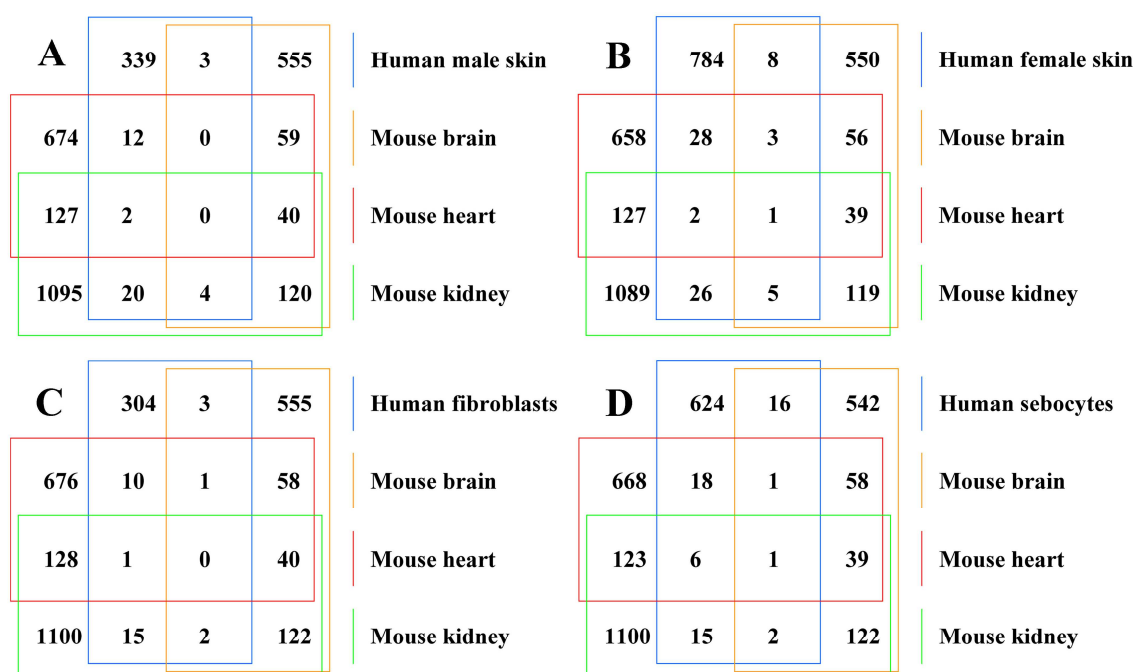 A
339 3 555
Human male skin
674 12 0 59
Mouse brain
127 2 0 40
Mouse heart
1095 20 4 120
Mouse kidney
B
784 8 550
Human female skin
658 28 3 56
Mouse brain
127 2 1 39
Mouse heart
1089 26 5 119
Mouse kidney
C
304 3 555
Human fibroblasts
676 10 1 58
Mouse brain
128 1 0 40
Mouse heart
1100 15 2 122
Mouse kidney
D
624 16 542
Human sebocytes
668 18 1 58
Mouse brain
123 6 1 39
Mouse heart
1100 15 2 122
Mouse kidney